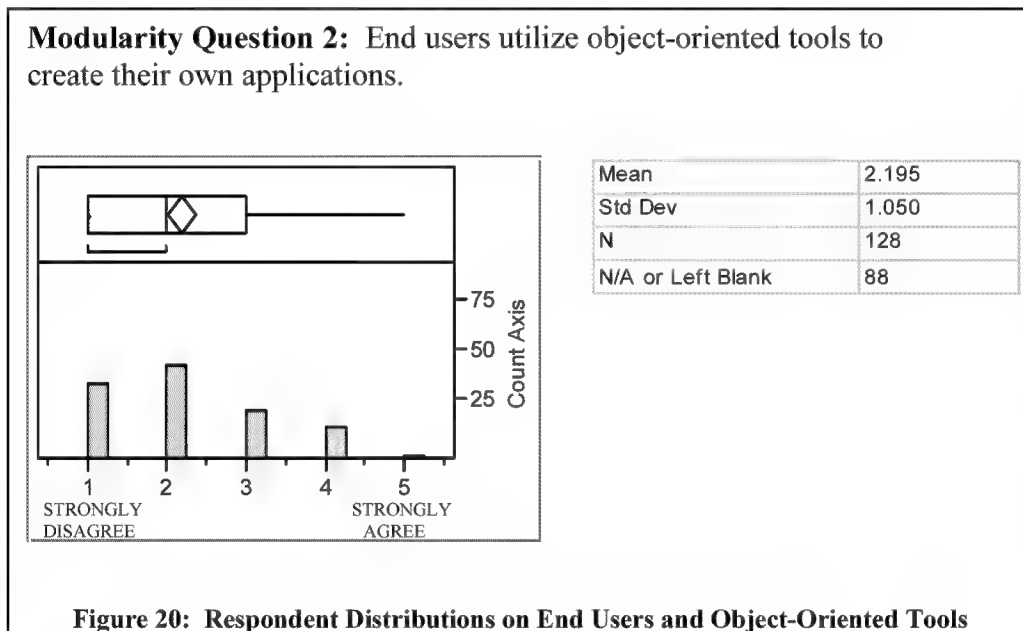 Modularity Question 2: End users utilize object-oriented tools to
create their own applications.
Mean 2.195
Std Dev 1.050
N 128
N/A or Left Blank 88
75
50
25
Count Axis
1 2 3 4 5
STRONGLY DISAGREE
STRONGLY AGREE
Figure 20: Respondent Distributions on End Users and Object-Oriented Tools